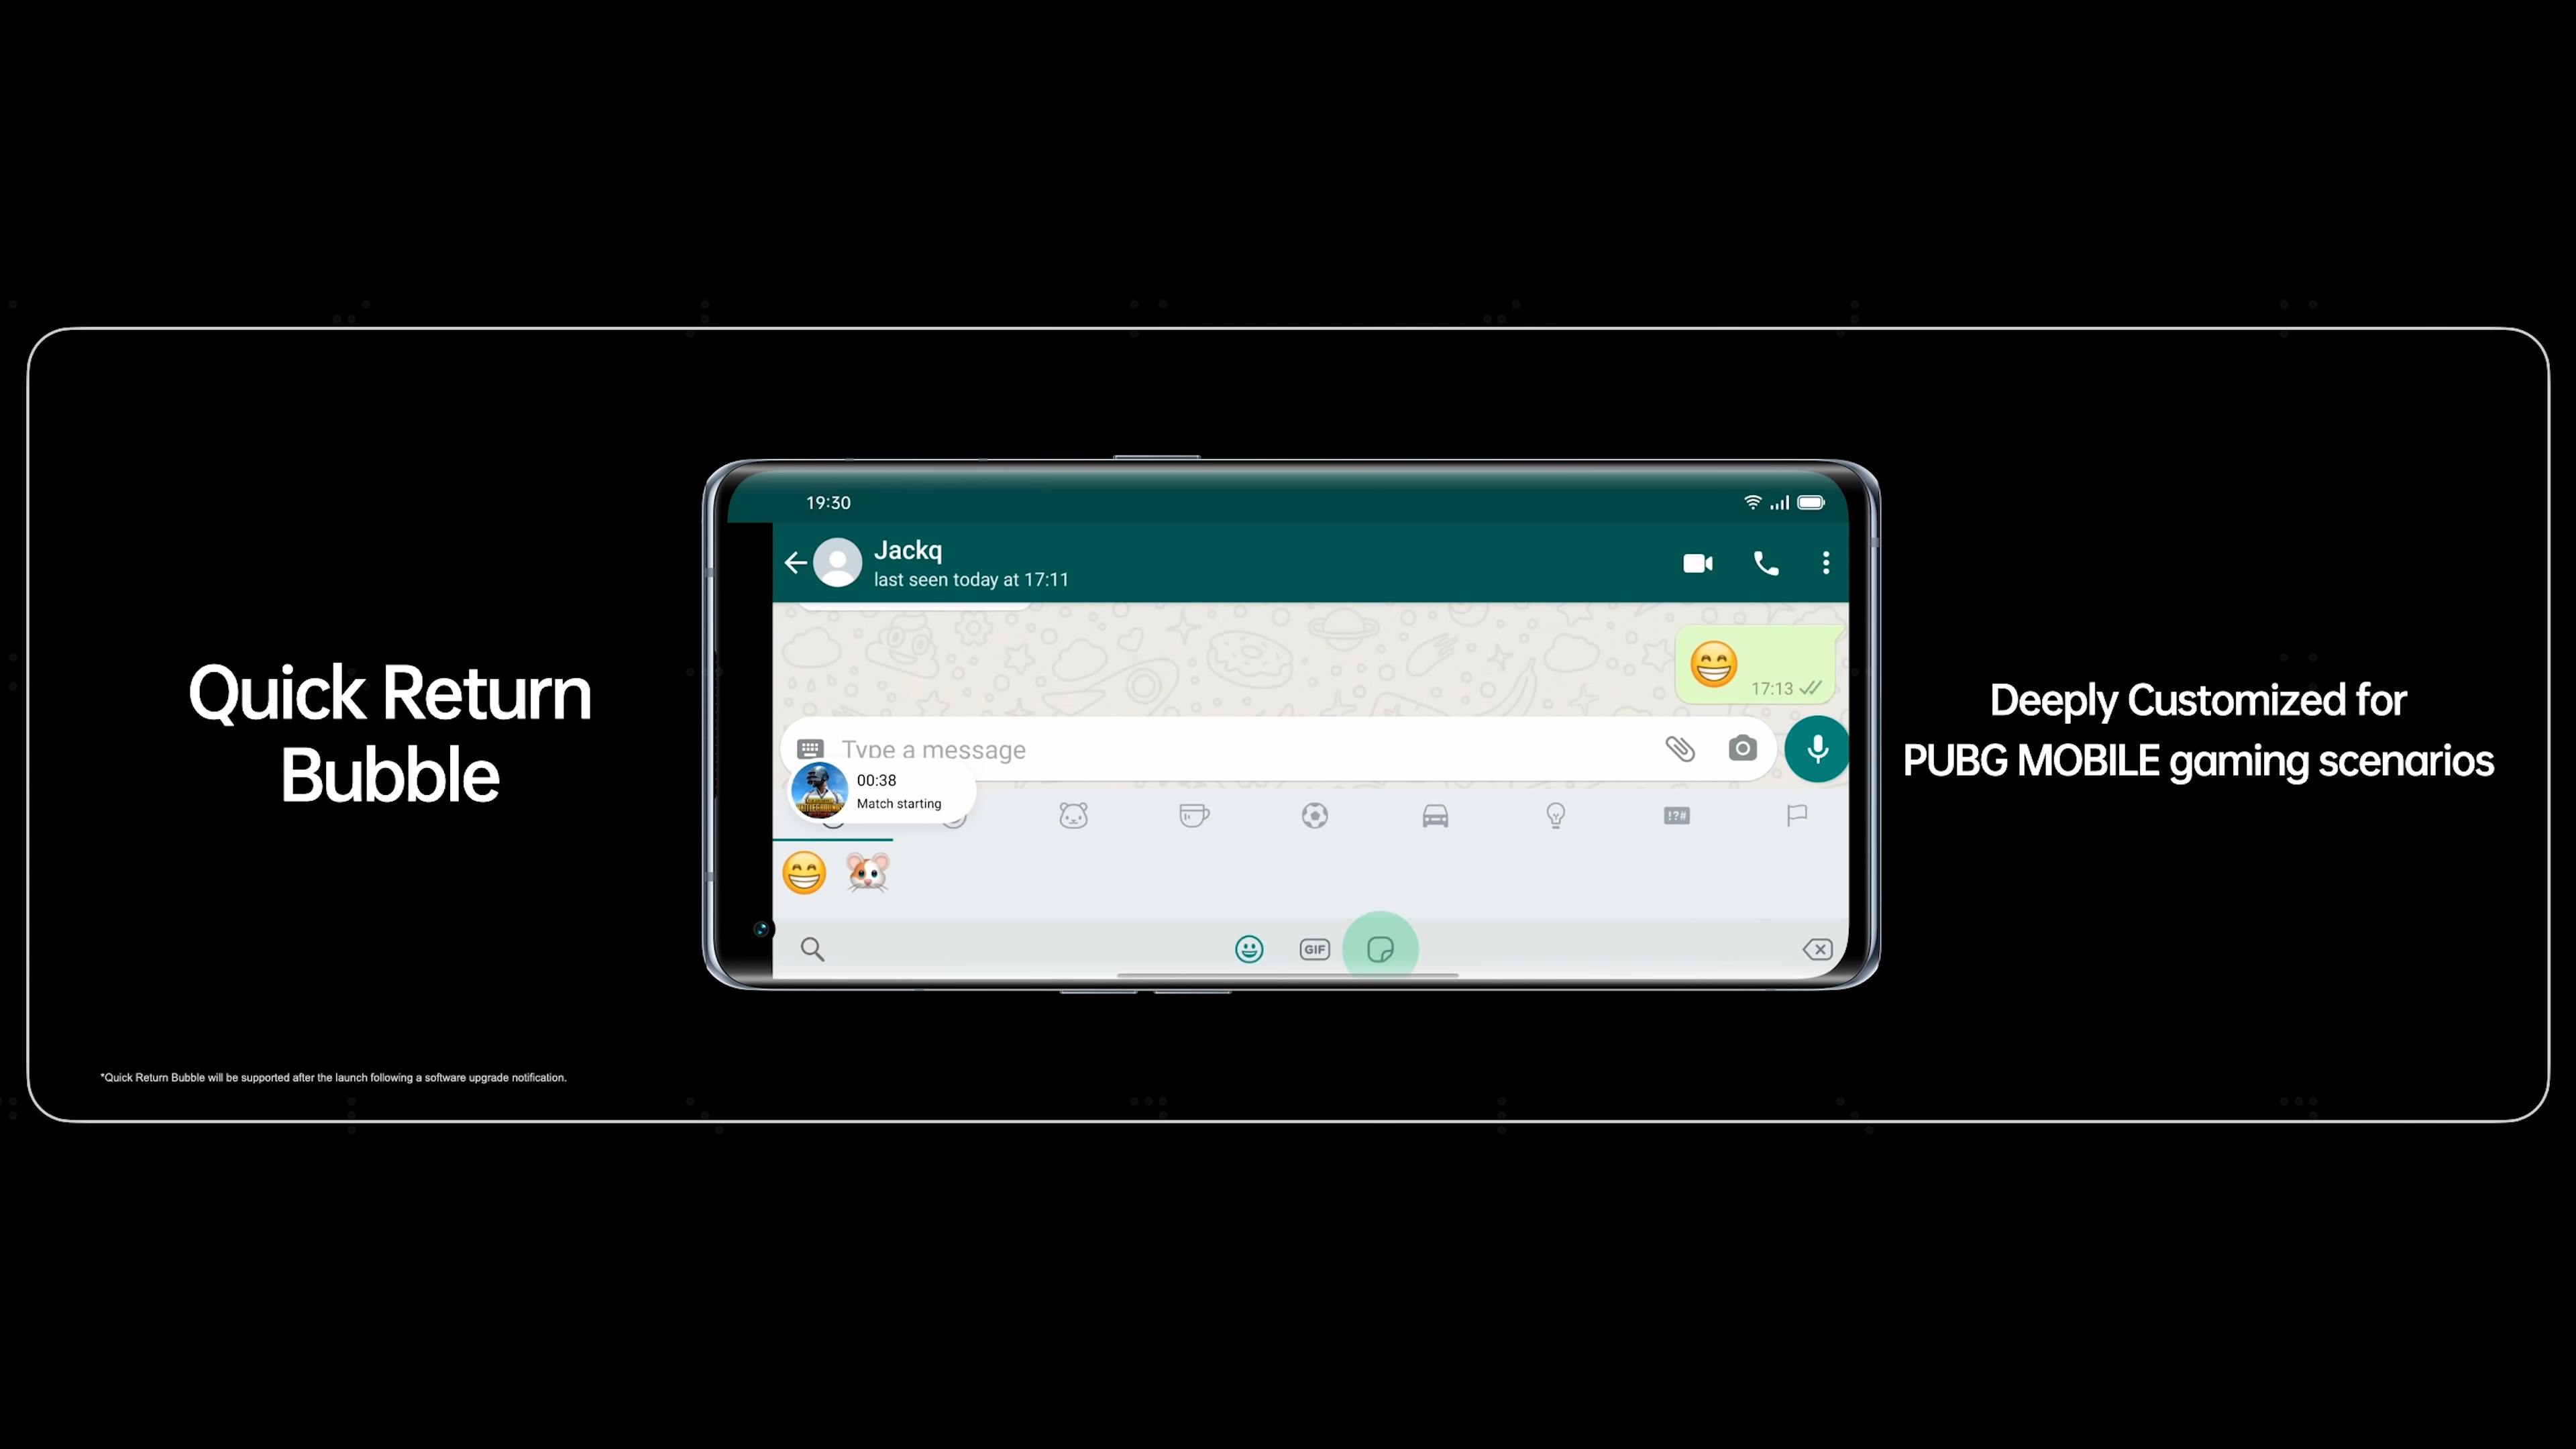 Quick Return
Bubble
19:30
Jackq
last seen today at 17:11
17:13
Type a message
00:38
Match starting
!?#
GIF
Deeply Customized for
PUBG MOBILE gaming scenarios
*Quick Return Bubble will be supported after the launch following a software upgrade notification.